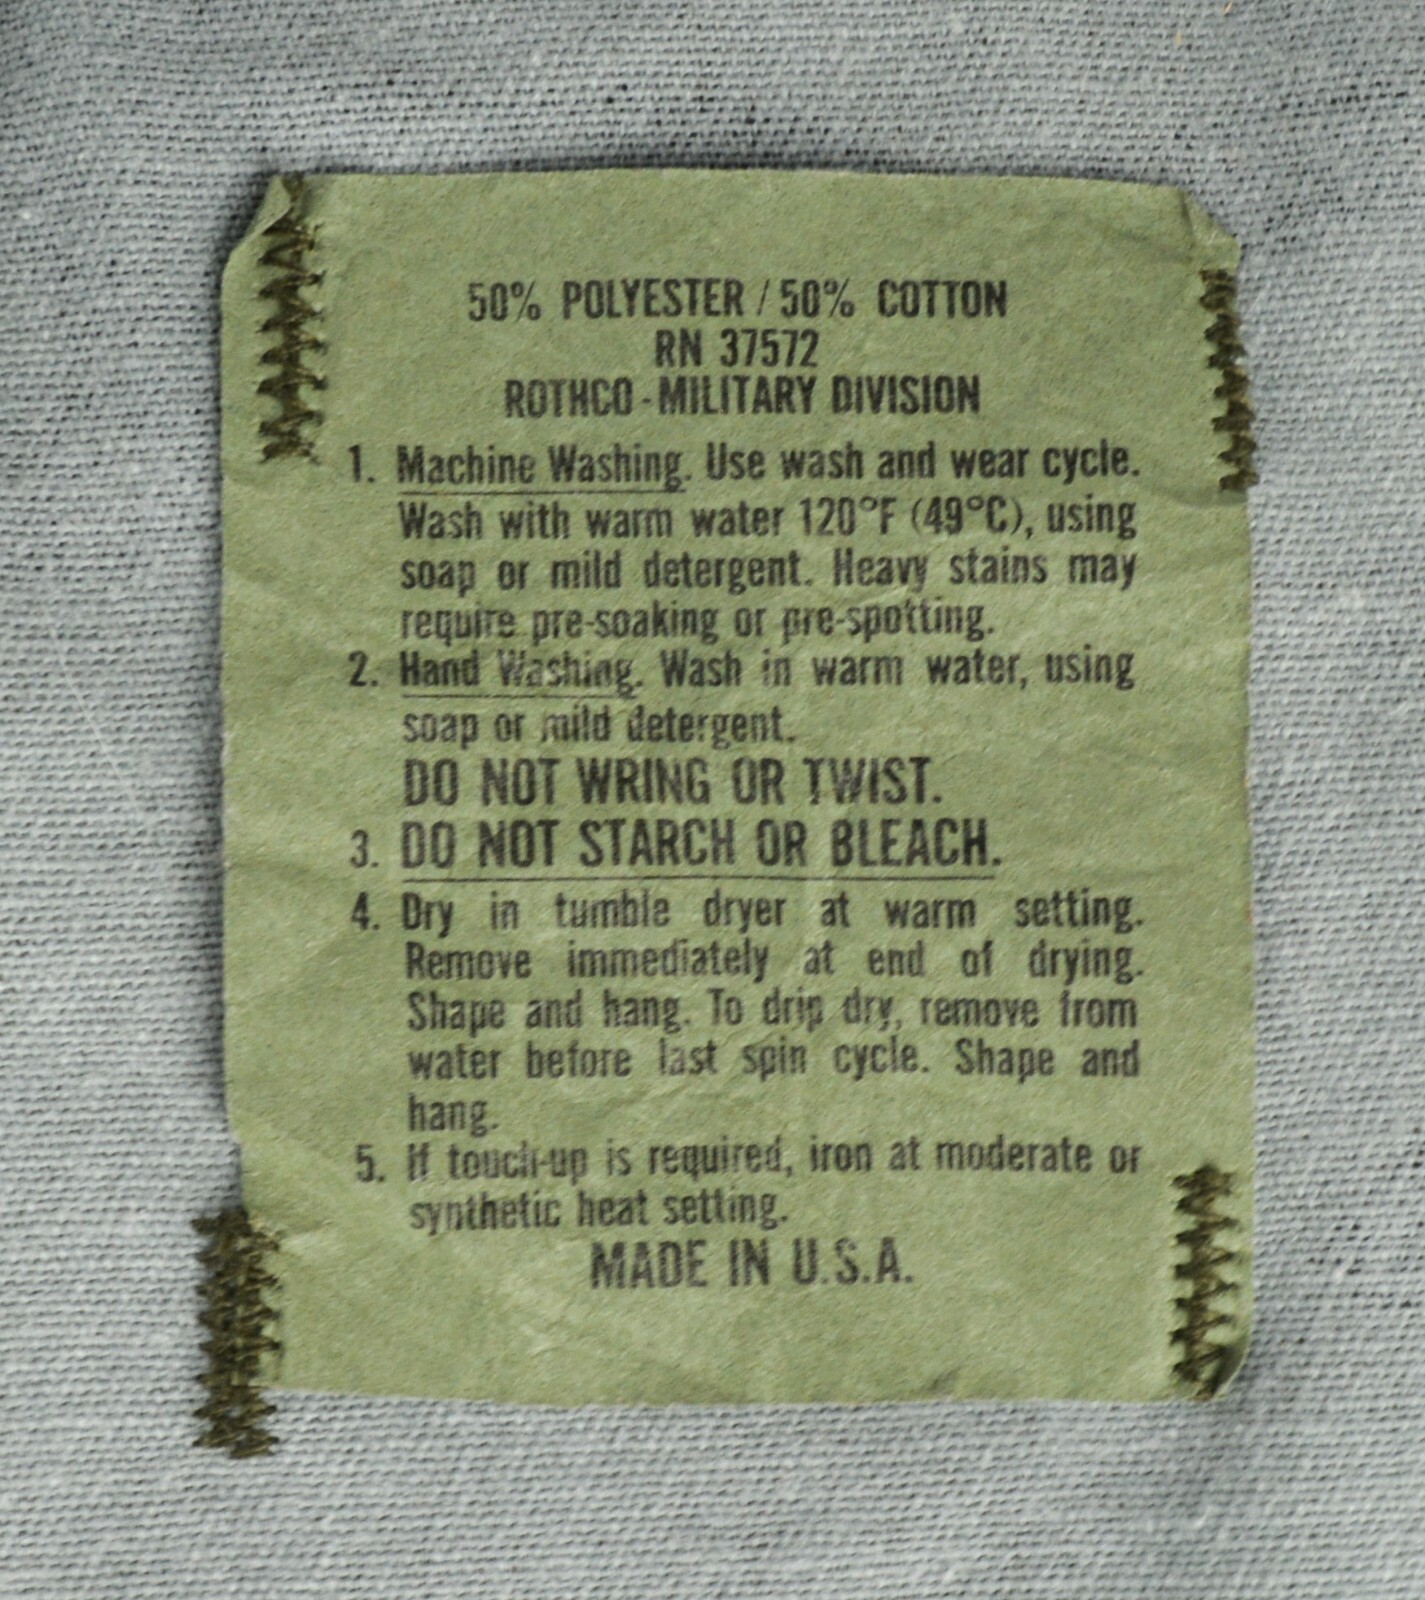 50% POLYESTER / 50% COTTON
RN 37572
ROTHCO - MILITARY DIVISION
1. Machine Washing. Use wash and wear cycle.
Wash with warm water 120°F (49°C), using
soap or mild detergent. Heavy stains may
require pre-soaking or pre-spotting.
2. Hand Washing. Wash in warm water, using
soap or mild detergent.
DO NOT WRING OR TWIST.
3. DO NOT STARCH OR BLEACH.
4. Dry in tumble dryer at warm setting.
Remove immediately at end of drying.
Shape and hang. To drip dry, remove from
water before last spin cycle. Shape and
hang.
5. If touch-up is required, iron at moderate or
synthetic heat setting.
MADE IN U.S.A.